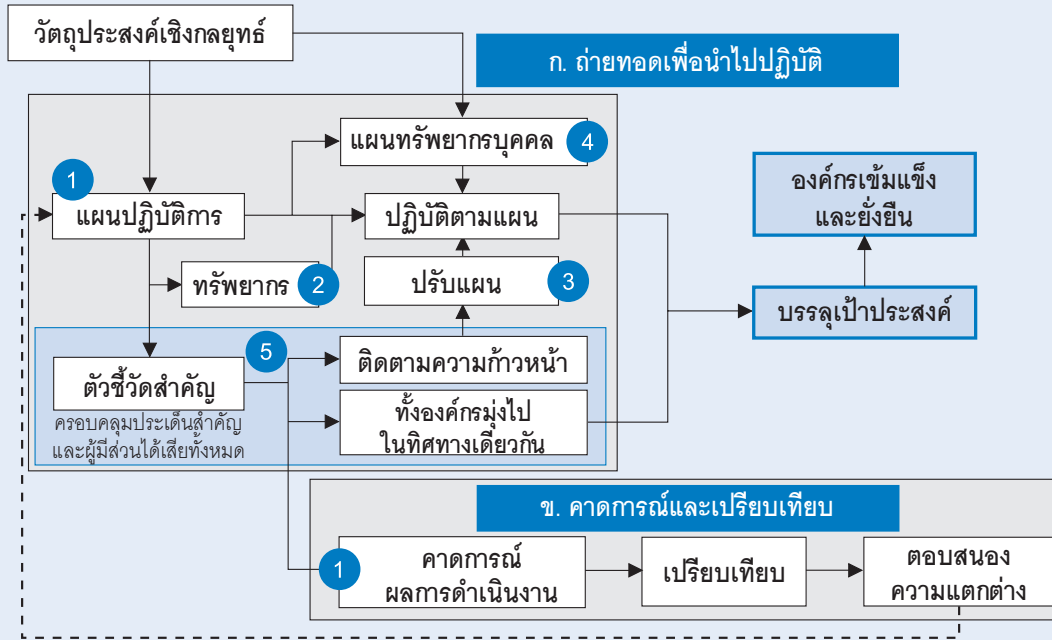 วัตถุประสงค์เชิงกลยุทธ์
ก. ถ่ายทอดเพื่อนำไปปฏิบัติ
แผนทรัพยากรบุคคล
4
1
แผนปฏิบัติการ
ปฏิบัติตามแผน
องค์กรเข้มแข็ง
และยั่งยืน
ทรัพยากร
2
ปรับแผน
3
บรรลุเป้าประสงค์
5
ตัวชี้วัดสำคัญ
ครอบคลุมประเด็นสำคัญ
และผู้มีส่วนได้เสียทั้งหมด
ติดตามความก้าวหน้า
ทั้งองค์กรมุ่งไป
ในทิศทางเดียวกัน
ข. คาดการณ์และเปรียบเทียบ
1
คาดการณ์
ผลการดำเนินงาน
เปรียบเทียบ
ตอบสนอง
ความแตกต่าง